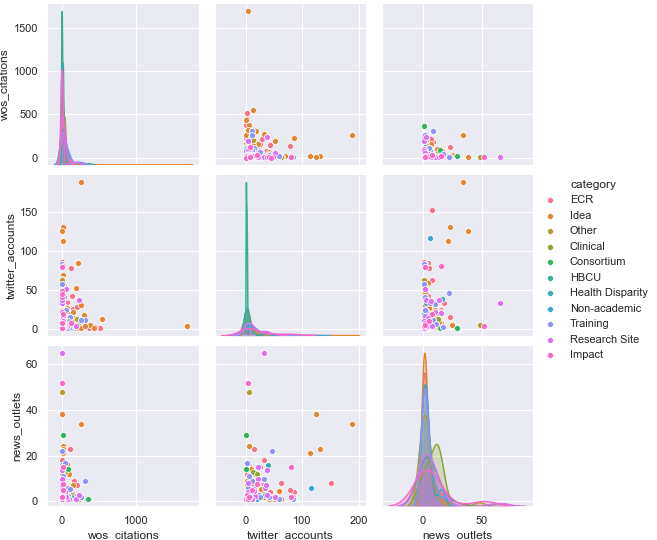 wos_citations
1500
1000
500
0
twitter_accounts
150
100
50
0
news_outlets
60
40
20
0
0
1000
wos_citations
0
100
200
twitter_accounts
0
50
news_outlets
category
ECR
Idea
Other
Clinical
Consortium
HBCU
Health Disparity
Non-academic
Training
Research Site
Impact